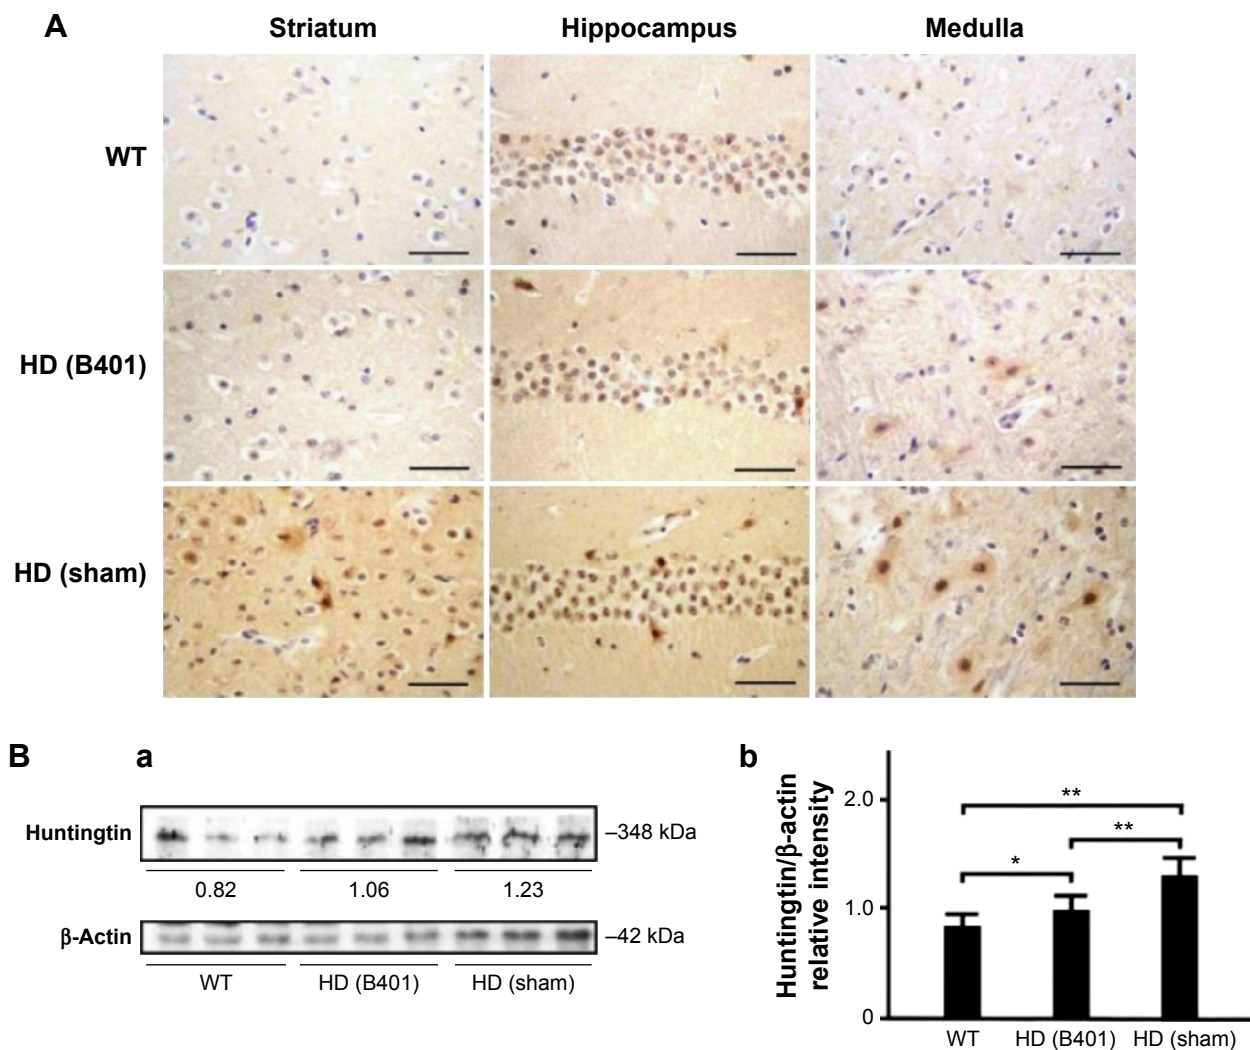 A
Striatum Hippocampus Medulla
WT
HD (B401)
HD (sham)
B a
Huntingtin –348 kDa
0.82 1.06 1.23
β-Actin –42 kDa
WT HD (B401) HD (sham)
b
Huntingtin/β-actin
relative intensity
2.0
1.0
0
**
**
*
WT HD (B401) HD (sham)